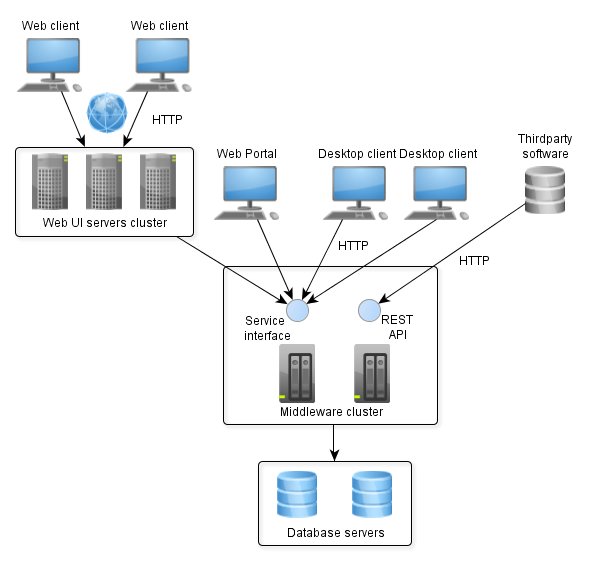 Web client
Web client
HTTP
Web UI servers cluster
Web Portal
Desktop client
Desktop client
Thirdparty
software
HTTP
HTTP
Service
interface
REST
API
Middleware cluster
Database servers